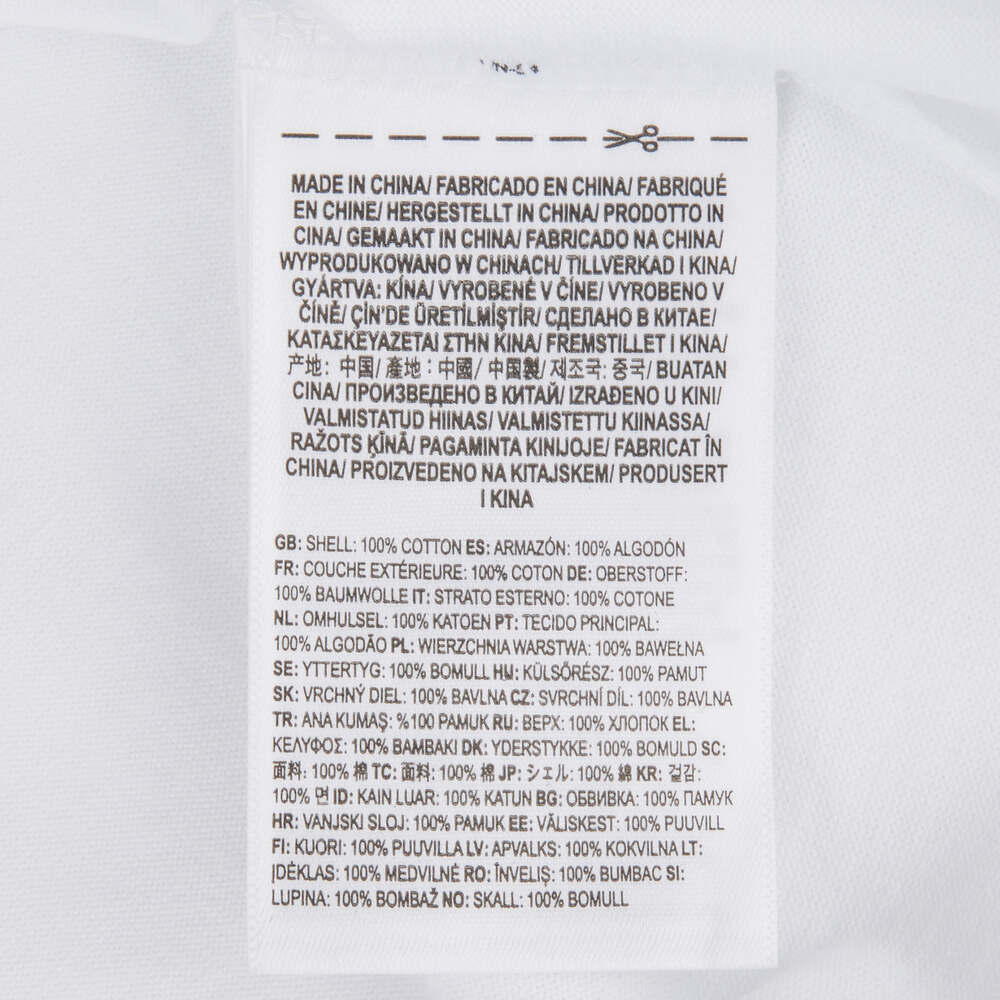 MADE IN CHINA/ FABRICADO EN CHINA/ FABRIQUÉ
EN CHINE/ HERGESTELLT IN CHINA/ PRODOTTO IN
CINA/ GEMAAKT IN CHINA/ FABRICADO NA CHINA/
WYPRODUKOWANO W CHINACH/ TILLVERKAD I KINA/
GYÁRTVA: KÍNA/ VYROBENÉ V ČÍNE/ VYROBENO V
ČÍNĚ/ ÇİN'DE ÜRETİLMİŞTİR/ СДЕЛАНО В КИТАЕ/
ΚΑΤΑΣΚΕΥΑΖΕΤΑΙ ΣΤΗΝ ΚΙΝΑ/ FREMSTILLET I KINA/
产地: 中国/ 產地：中國/ 中国製/ 제조국: 중국/ BUATAN
CINA/ ПРОИЗВЕДЕНО В КИТАЙ/ IZRAĐENO U KINI/
VALMISTATUD HIINAS/ VALMISTETTU KIINASSA/
RAŽOTS ĶĪNĀ/ PAGAMINTA KINIJOJE/ FABRICAT ÎN
CHINA/ PROIZVEDENO NA KITAJSKEM/ PRODUSERT
I KINA
GB: SHELL: 100% COTTON ES: ARMAZÓN: 100% ALGODÓN
FR: COUCHE EXTÉRIEURE: 100% COTON DE: OBERSTOFF:
100% BAUMWOLLE IT: STRATO ESTERNO: 100% COTONE
NL: OMHULSEL: 100% KATOEN PT: TECIDO PRINCIPAL:
100% ALGODÃO PL: WIERZCHNIA WARSTWA: 100% BAWEŁNA
SE: YTTERTYG: 100% BOMULL HU: KÜLSŐRÉSZ: 100% PAMUT
SK: VRCHNÝ DIEL: 100% BAVLNA CZ: SVRCHNÍ DÍL: 100% BAVLNA
TR: ANA KUMAŞ: %100 PAMUK RU: ВЕРХ: 100% ХЛОПОК EL:
ΚΕΛΥΦΟΣ: 100% ΒΑΜΒΑΚΙ DK: YDERSTYKKE: 100% BOMULD SC:
面料: 100% 棉 TC: 面料: 100% 棉 JP: シェル: 100% 綿 KR: 겉감:
100% 면 ID: KAIN LUAR: 100% KATUN BG: ОБВИВКА: 100% ПАМУК
HR: VANJSKI SLOJ: 100% PAMUK EE: VÄLISKEST: 100% PUUVILL
FI: KUORI: 100% PUUVILLA LV: APVALKS: 100% KOKVILNA LT:
ĮDĖKLAS: 100% MEDVILNĖ RO: ÎNVELIȘ: 100% BUMBAC SI:
LUPINA: 100% BOMBAŽ NO: SKALL: 100% BOMULL